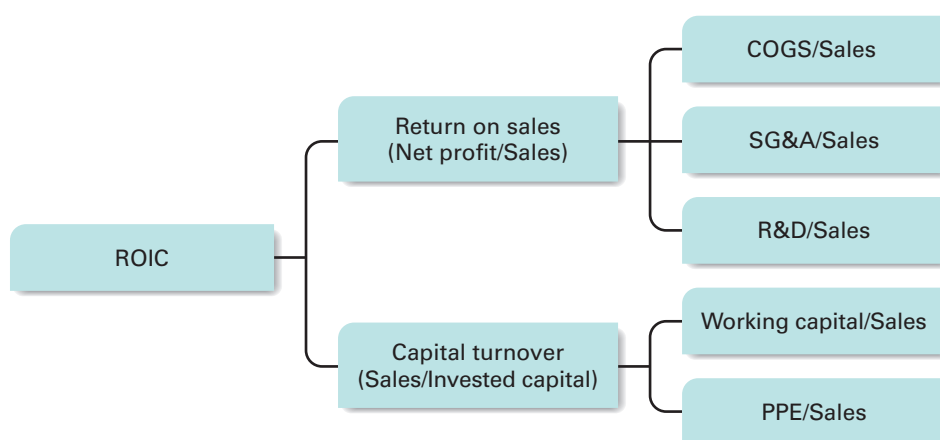 ROIC
Return on sales
(Net profit/Sales)
COGS/Sales
SG&A/Sales
R&D/Sales
Capital turnover
(Sales/Invested capital)
Working capital/Sales
PPE/Sales